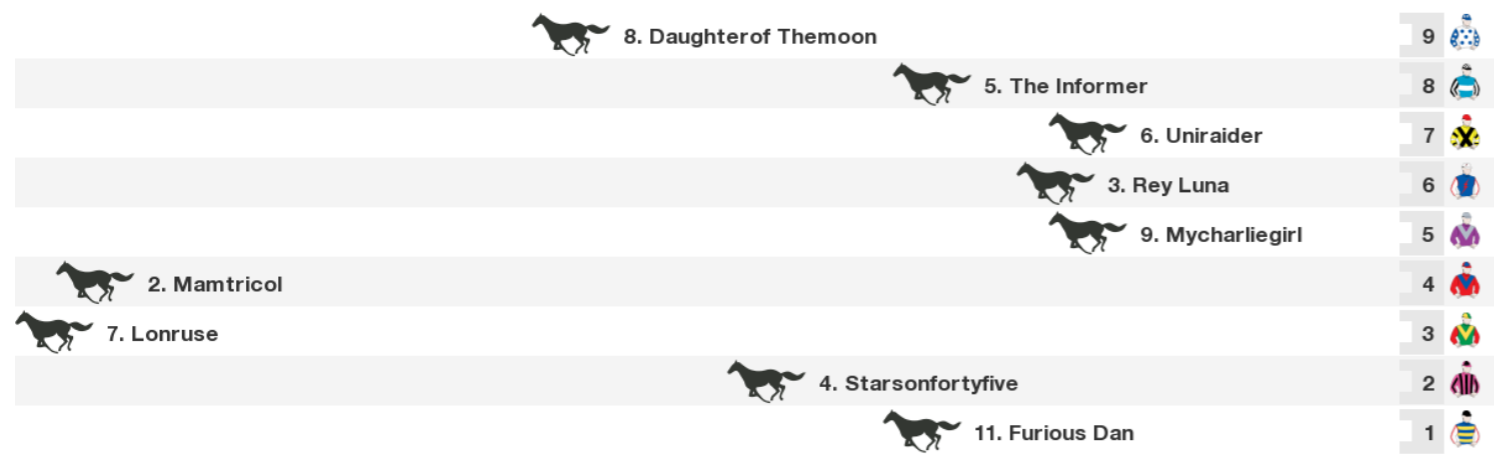 8. Daughterof Themoon 9
5. The Informer 8
6. Uniraider 7
3. Rey Luna 6
9. Mycharliegirl 5
2. Mamtricol 4
7. Lonruse 3
4. Starsonfortyfive 2
11. Furious Dan 1